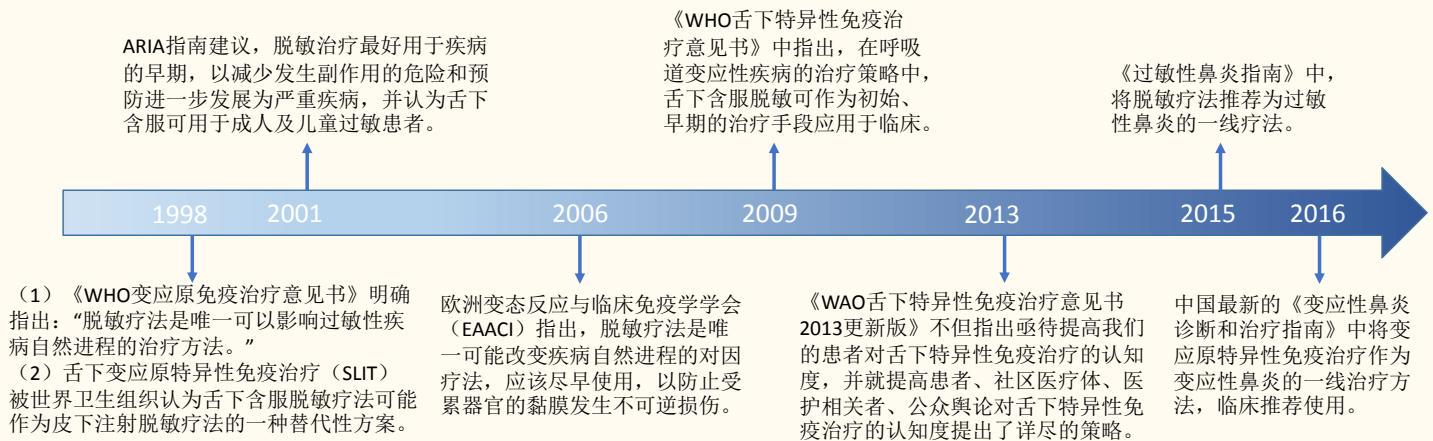 ARIA指南建议，脱敏治疗最好用于疾病
的早期，以减少发生副作用的危险和预
防进一步发展为严重疾病，并认为舌下
含服可用于成人及儿童过敏患者。
《WHO舌下特异性免疫治
疗意见书》中指出，在呼吸
道变应性疾病的治疗策略中，
舌下含服脱敏可作为初始、
早期的治疗手段应用于临床。
《过敏性鼻炎指南》中，
将脱敏疗法推荐为过敏
性鼻炎的一线疗法。
1998 2001 2006 2009 2013 2015 2016
（1）《WHO变应原免疫治疗意见书》明确
指出：“脱敏疗法是唯一可以影响过敏性疾
病自然进程的治疗方法。”
（2）舌下变应原特异性免疫治疗（SLIT）
被世界卫生组织认为舌下含服脱敏疗法可能
作为皮下注射脱敏疗法的一种替代性方案。
欧洲变态反应与临床免疫学学会
（EAACI）指出，脱敏疗法是唯
一可能改变疾病自然进程的对因
疗法，应该尽早使用，以防止受
累器官的黏膜发生不可逆损伤。
《WAO舌下特异性免疫治疗意见书
2013更新版》不但指出亟待提高我们
的患者对舌下特异性免疫治疗的认知
度，并就提高患者、社区医疗体、医
护相关者、公众舆论对舌下特异性免
疫治疗的认知度提出了详尽的策略。
中国最新的《变应性鼻炎
诊断和治疗指南》中将变
应原特异性免疫治疗作为
变应性鼻炎的一线治疗方
法，临床推荐使用。